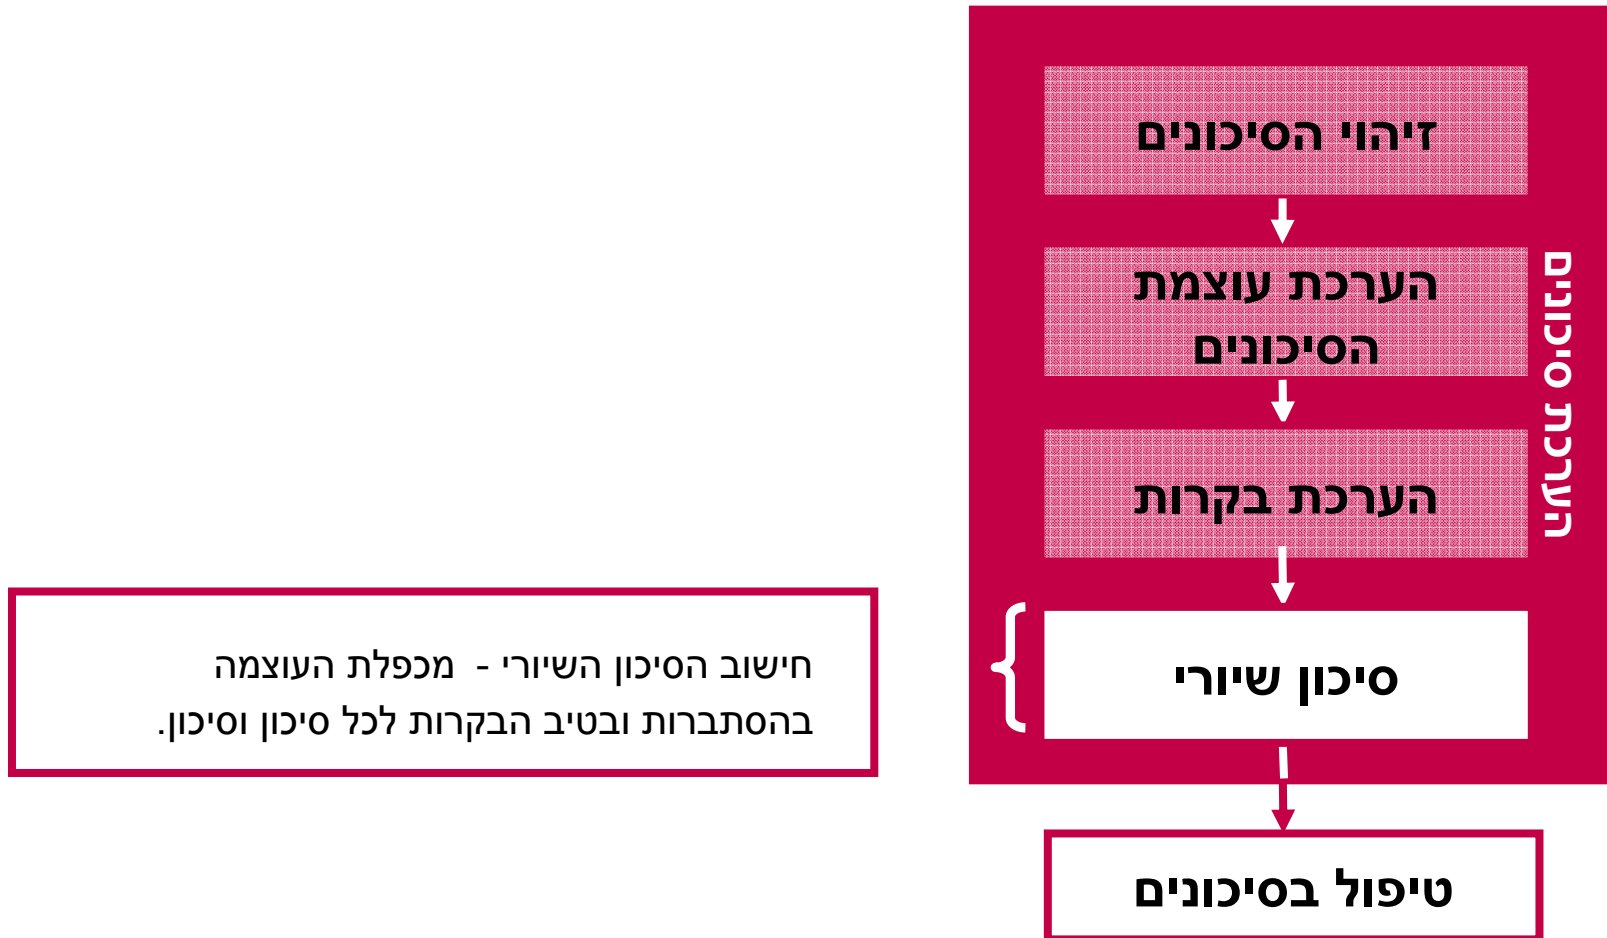 זיהוי הסיכונים
הערכת עוצמת
הסיכונים
הערכת סיכונים
הערכת בקרות
סיכון שיורי
חישוב הסיכון השיורי - מכפלת העוצמה
בהסתברות ובטיב הבקרות לכל סיכון וסיכון.
טיפול בסיכונים